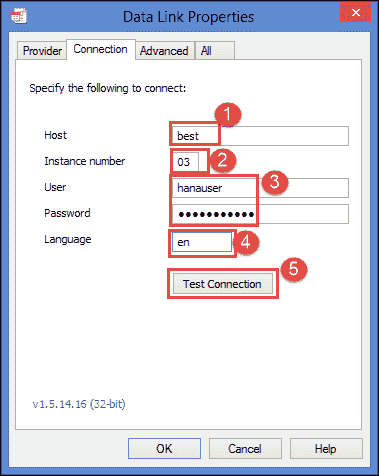 Data Link Properties
Provider Connection Advanced All
Specify the following to connect:
1
Host best
2
Instance number 03
3
User hanauser
Password ●●●●●●●●●●●
Language en
4
5
Test Connection
v1.5.14.16 (32-bit)
OK Cancel Help